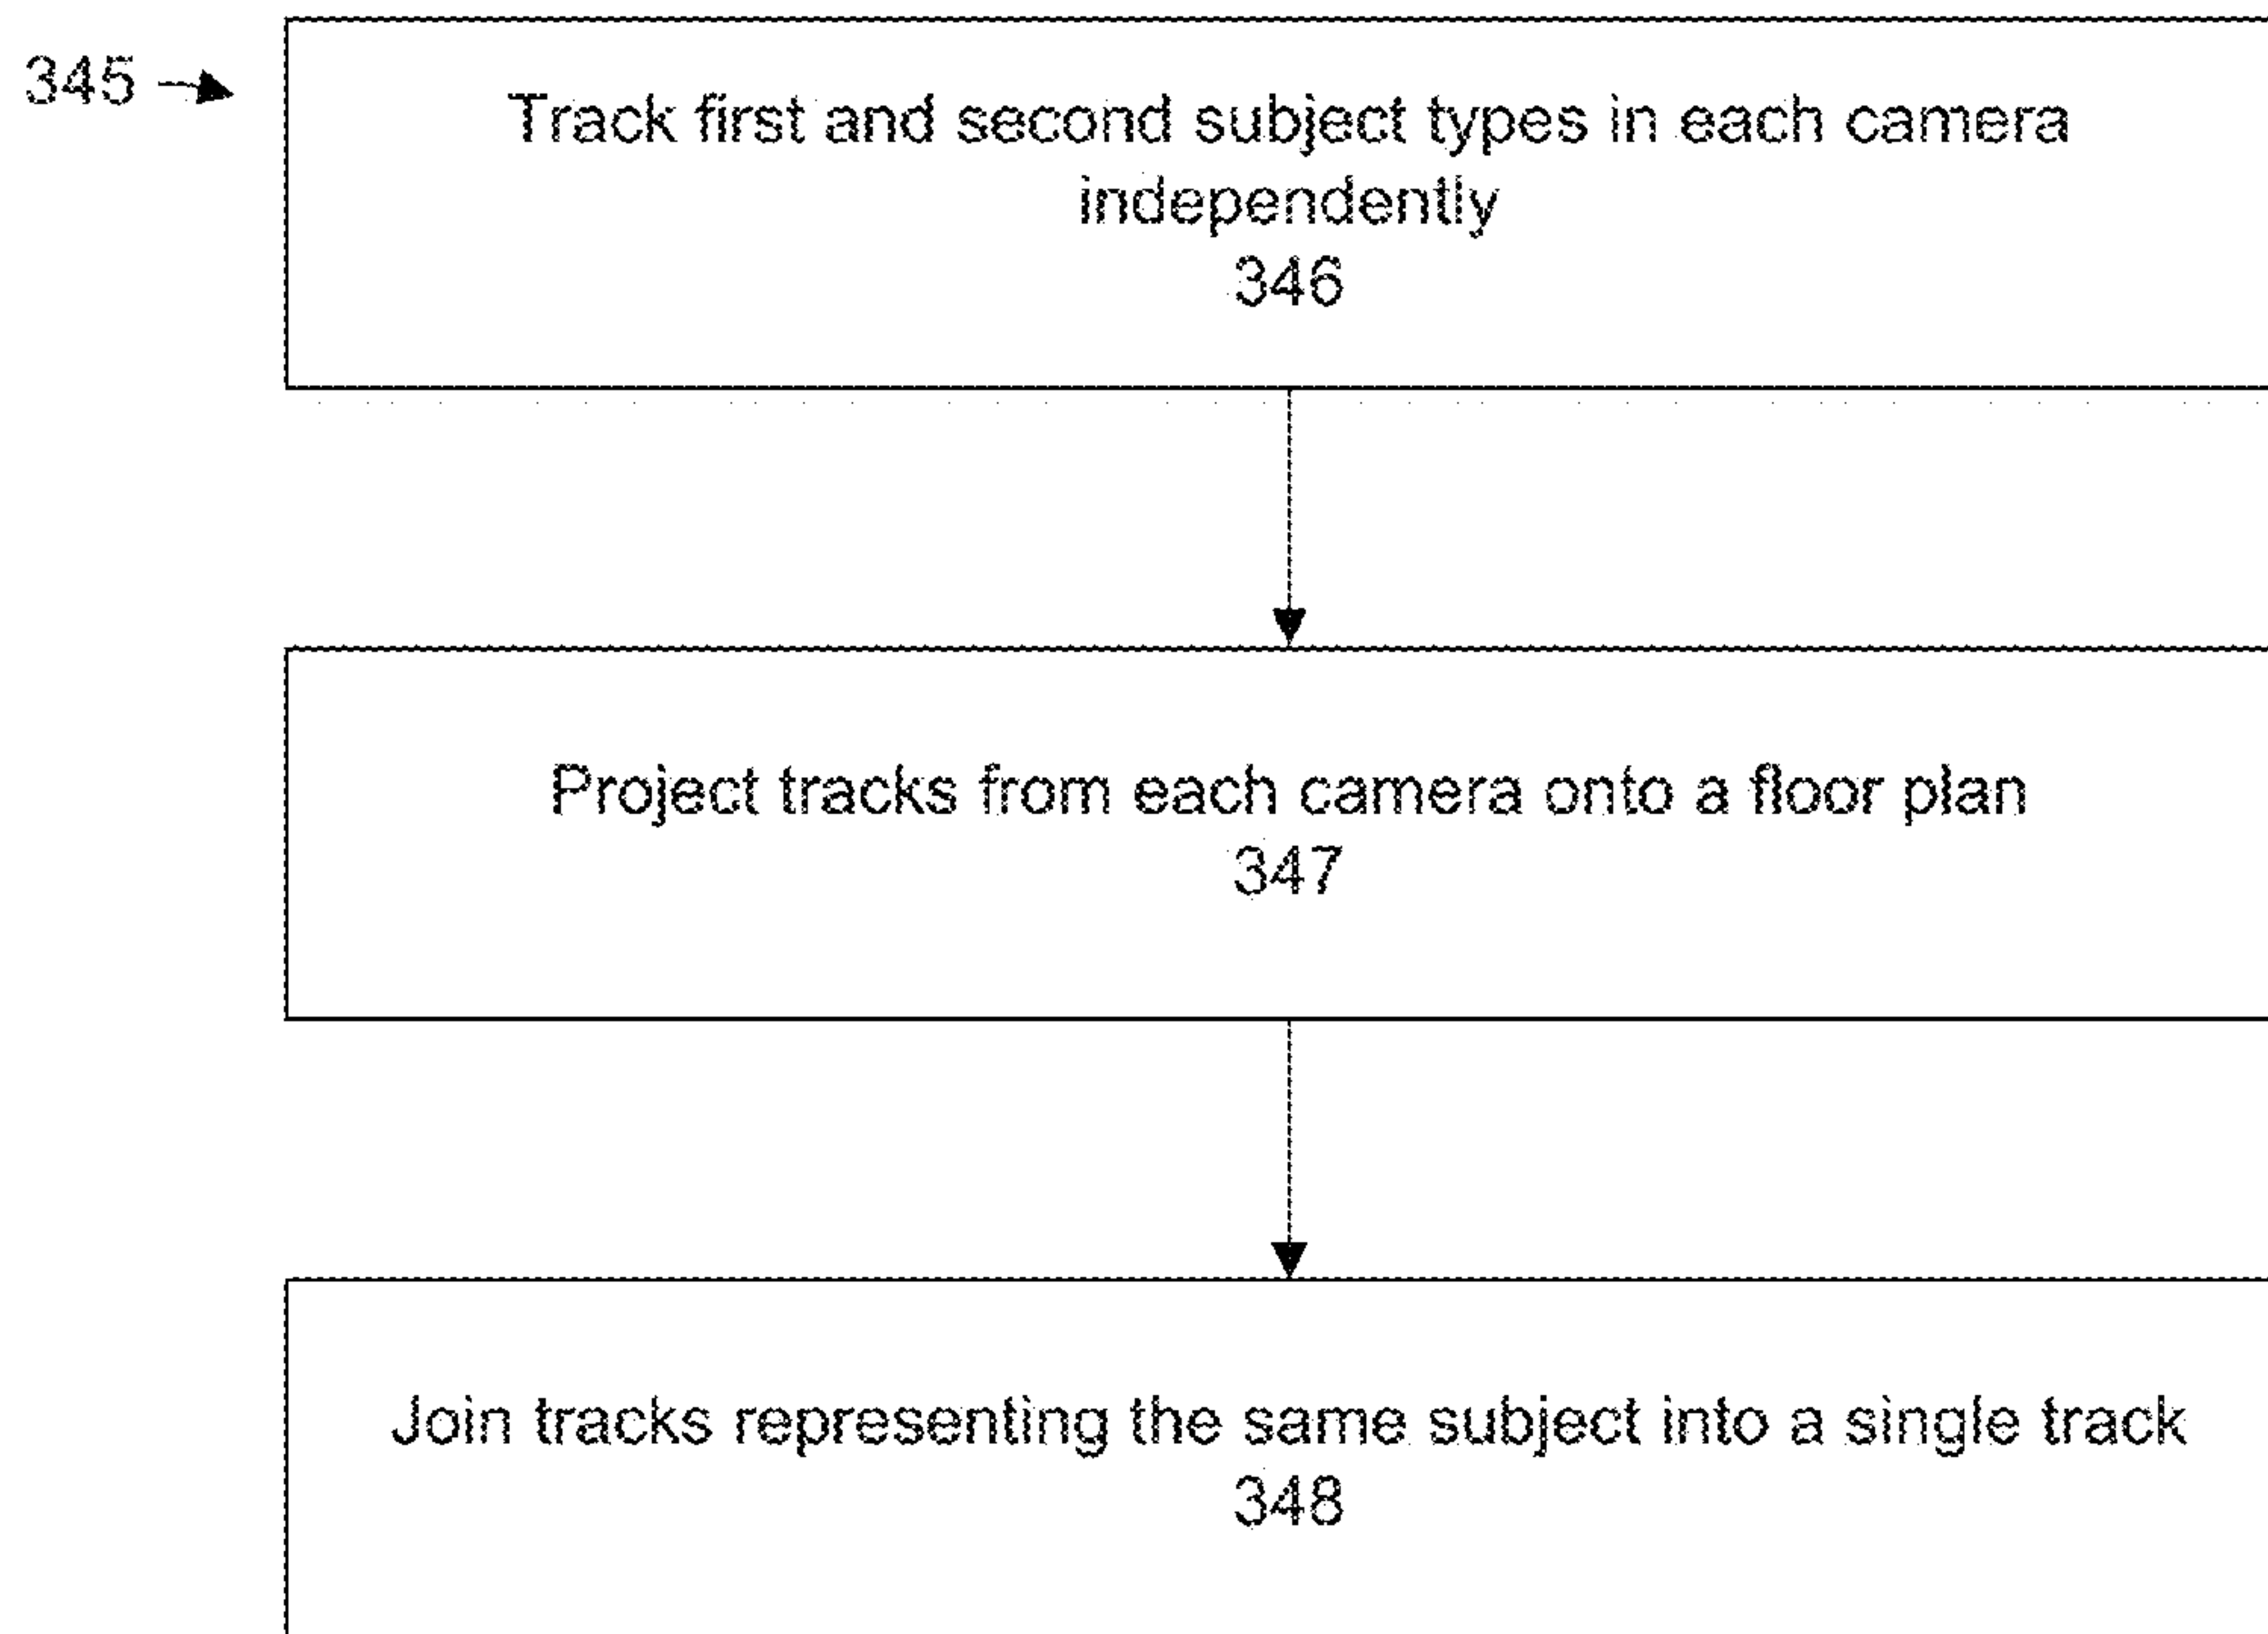 345
Track first and second subject types in each camera
independently
346
Project tracks from each camera onto a floor plan
347
Join tracks representing the same subject into a single track
348